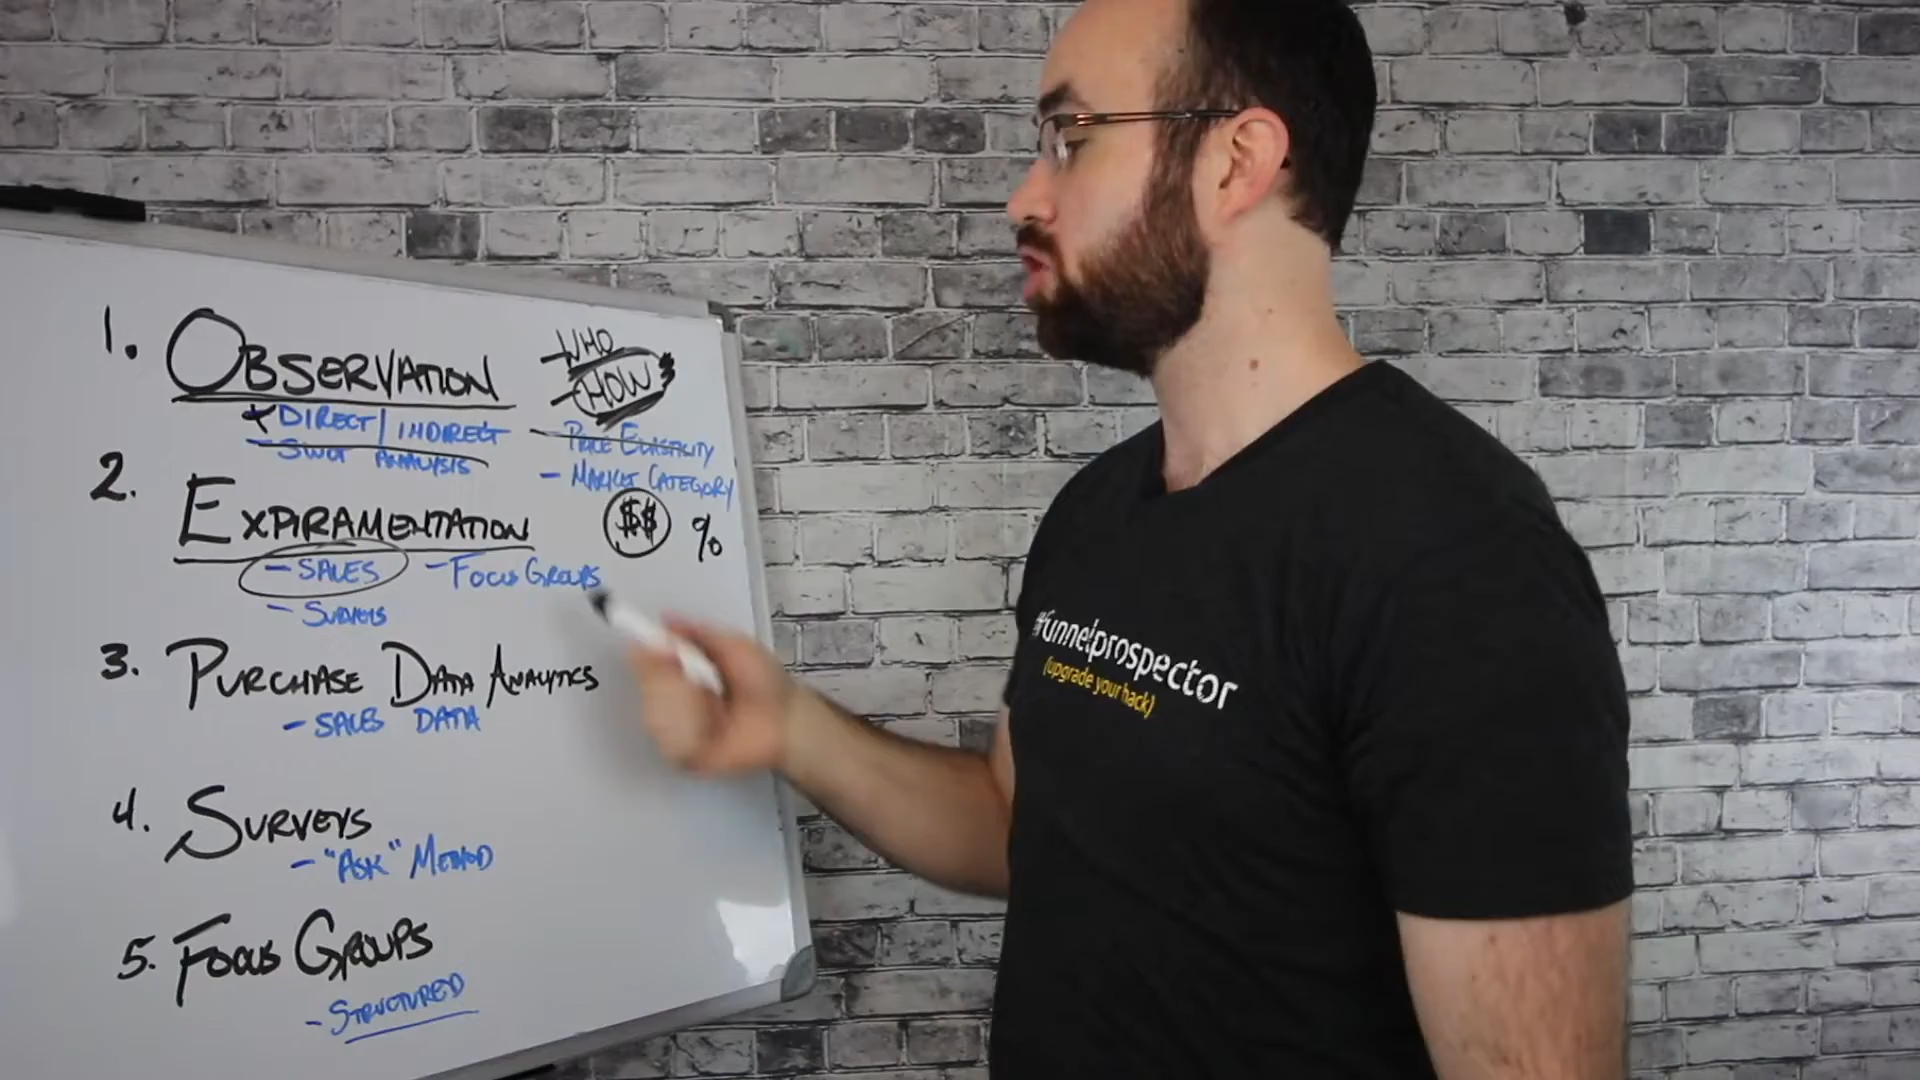 1. OBSERVATION
- WHO
- HOW
DIRECT/INDIRECT
- SWOT ANALYSIS
- PRICE ELASTICITY
- MARKET CATEGORY
2. EXPIRAMENTATION
$$ %
- SALES
- FOCUS GROUPS
- SURVEYS
3. PURCHASE DATA ANALYTICS
- SALES DATA
4. SURVEYS
- "ASK" METHOD
5. FOCUS GROUPS
- STRUCTURED
#funnelprospector
(upgrade your hack)